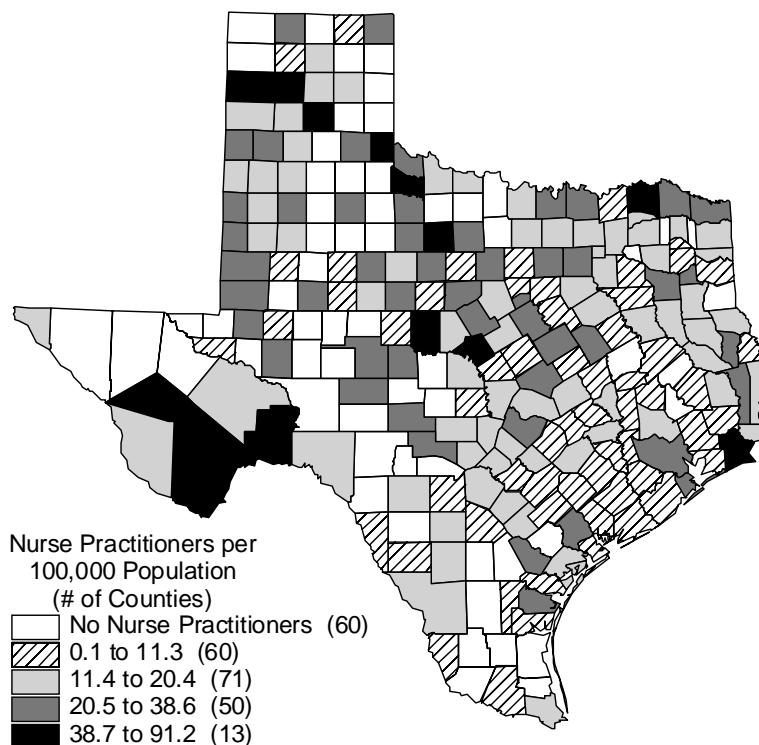 Nurse Practitioners per
100,000 Population
(# of Counties)
No Nurse Practitioners (60)
0.1 to 11.3 (60)
11.4 to 20.4 (71)
20.5 to 38.6 (50)
38.7 to 91.2 (13)